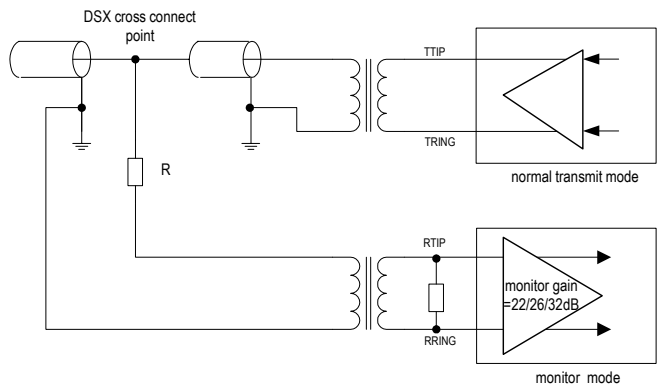 DSX cross connect
point
TTIP
TRING
normal transmit mode
R
RTIP
monitor gain
=22/26/32dB
RRING
monitor mode